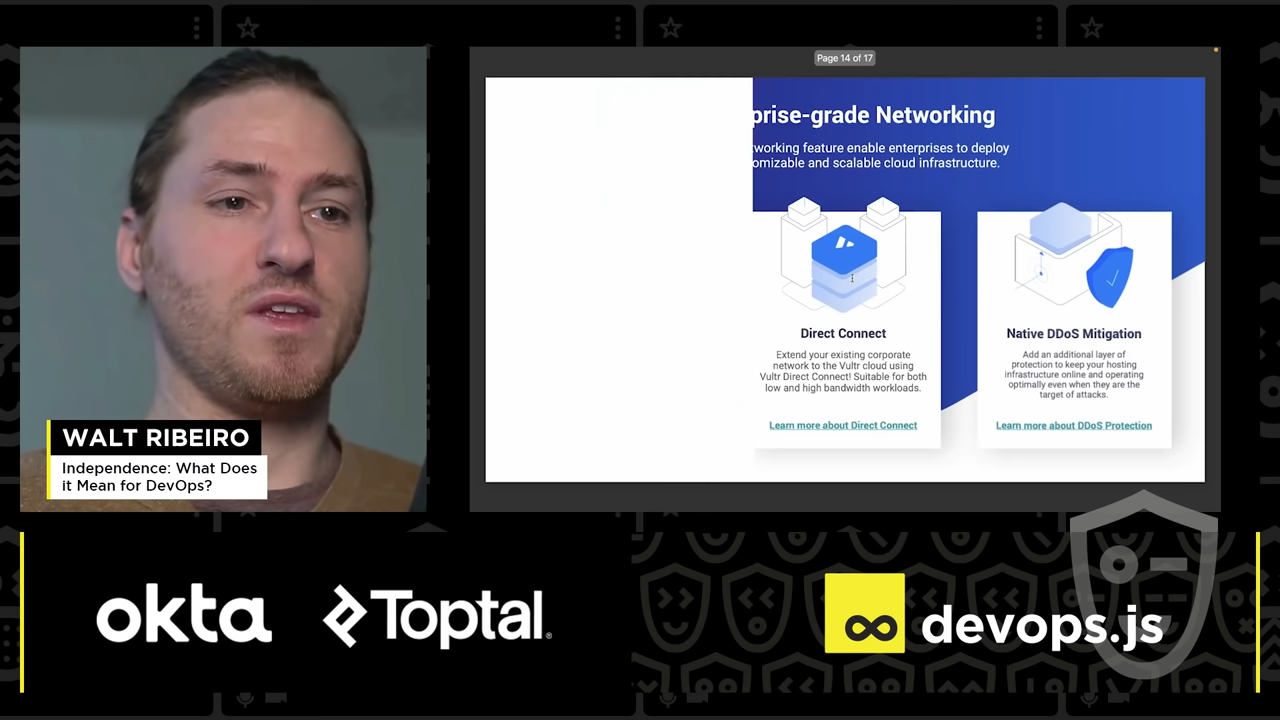 WALT RIBEIRO
Independence: What Does
it Mean for DevOps?
Page 14 of 17
prise-grade Networking
working feature enable enterprises to deploy
omizable and scalable cloud infrastructure.
Direct Connect
Extend your existing corporate
network to the Vultr cloud using
Vultr Direct Connect! Suitable for both
low and high bandwidth workloads.
Learn more about Direct Connect
Native DDoS Mitigation
Add an additional layer of
protection to keep your hosting
infrastructure online and operating
optimally even when they are the
target of attacks.
Learn more about DDoS Protection
okta
Toptal®
devops.js